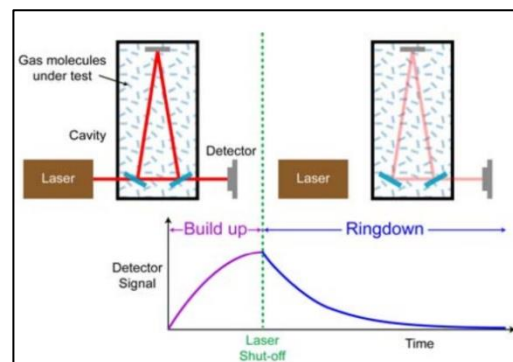 Gas molecules
under test
Cavity
Detector
Laser
Laser
Build up
Ringdown
Detector
Signal
Laser
Shut-off
Time